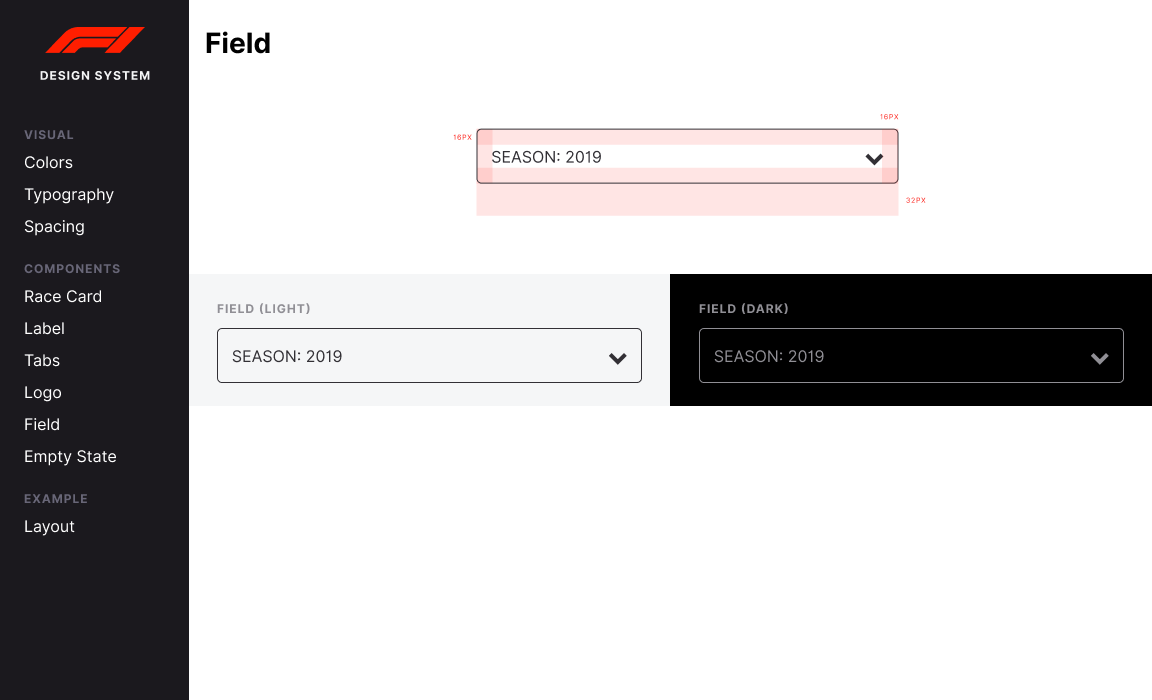 DESIGN SYSTEM
VISUAL
Colors
Typography
Spacing
COMPONENTS
Race Card
Label
Tabs
Logo
Field
Empty State
EXAMPLE
Layout
Field
16PX
16PX
SEASON: 2019
32PX
FIELD (LIGHT)
SEASON: 2019
FIELD (DARK)
SEASON: 2019